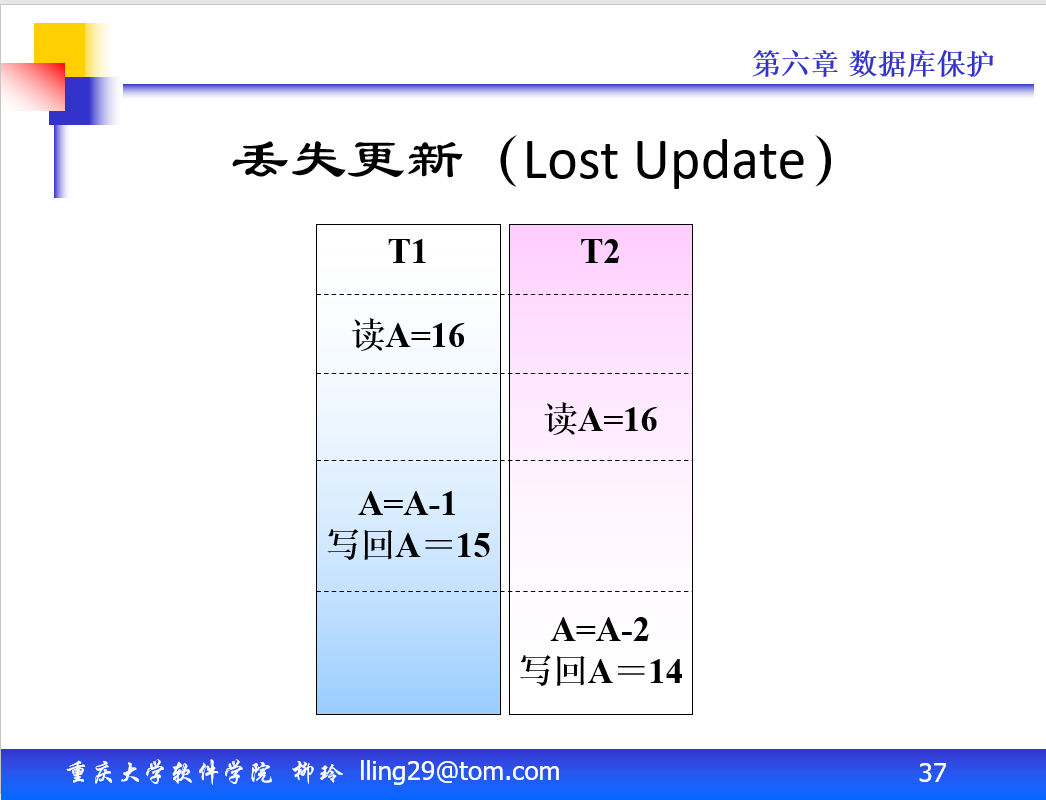 第六章 数据库保护
丢失更新（Lost Update）
T1
T2
读A=16
读A=16
A=A-1
写回A＝15
A=A-2
写回A＝14
重庆大学软件学院 柳玲 lling29@tom.com
37